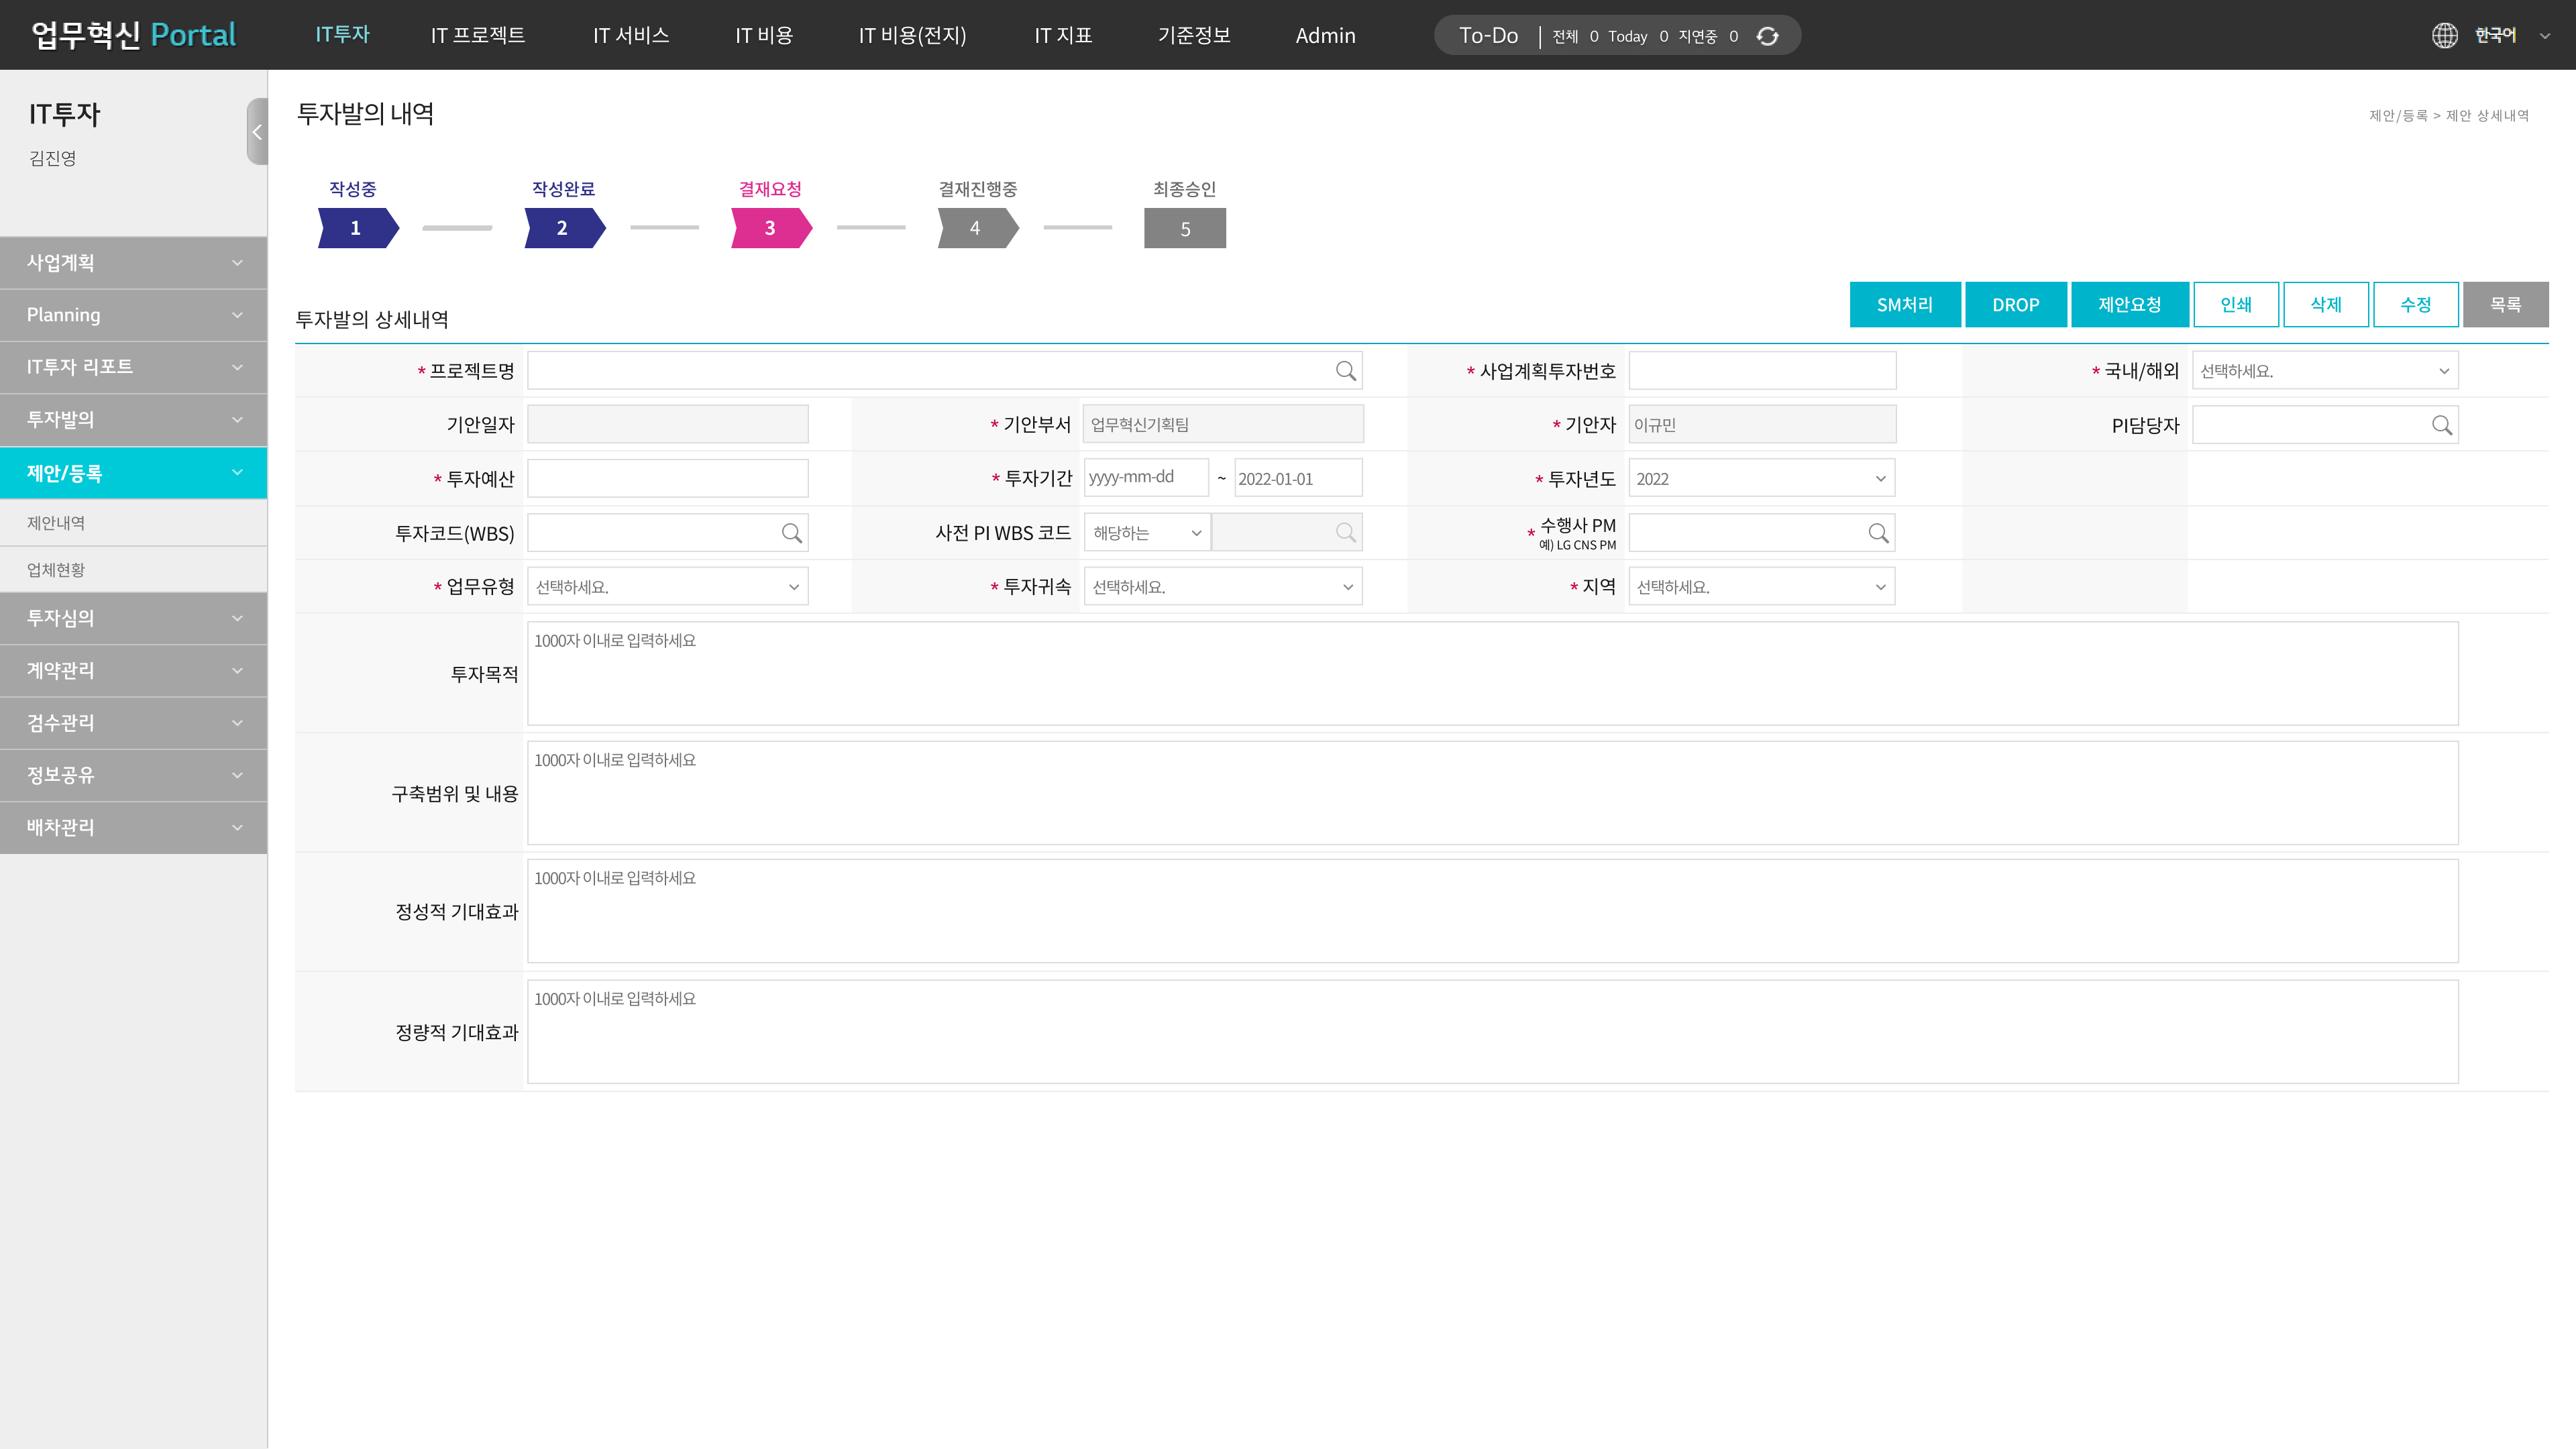 업무혁신 Portal
IT투자 IT 프로젝트 IT 서비스 IT 비용 IT 비용(전지) IT 지표 기준정보 Admin
To-Do 전체 0 Today 0 지연중 0
한국어
IT투자
김진영
사업계획
Planning
IT투자 리포트
투자발의
제안/등록
제안내역
업체현황
투자심의
계약관리
검수관리
정보공유
배차관리
투자발의 내역
제안/등록 > 제안 상세내역
작성중 작성완료 결재요청 결재진행중 최종승인
1 2 3 4 5
투자발의 상세내역
SM처리 DROP 제안요청 인쇄 삭제 수정 목록
* 프로젝트명 * 사업계획투자번호 * 국내/해외 선택하세요.
기안일자 * 기안부서 업무혁신기획팀 * 기안자 이규민 PI담당자
* 투자예산 * 투자기간 yyyy-mm-dd ~ 2022-01-01 * 투자년도 2022
투자코드(WBS) 사전 PI WBS 코드 해당하는 * 수행사 PM
예) LG CNS PM
* 업무유형 선택하세요. * 투자귀속 선택하세요. * 지역 선택하세요.
투자목적 1000자 이내로 입력하세요
구축범위 및 내용 1000자 이내로 입력하세요
정성적 기대효과 1000자 이내로 입력하세요
정량적 기대효과 1000자 이내로 입력하세요